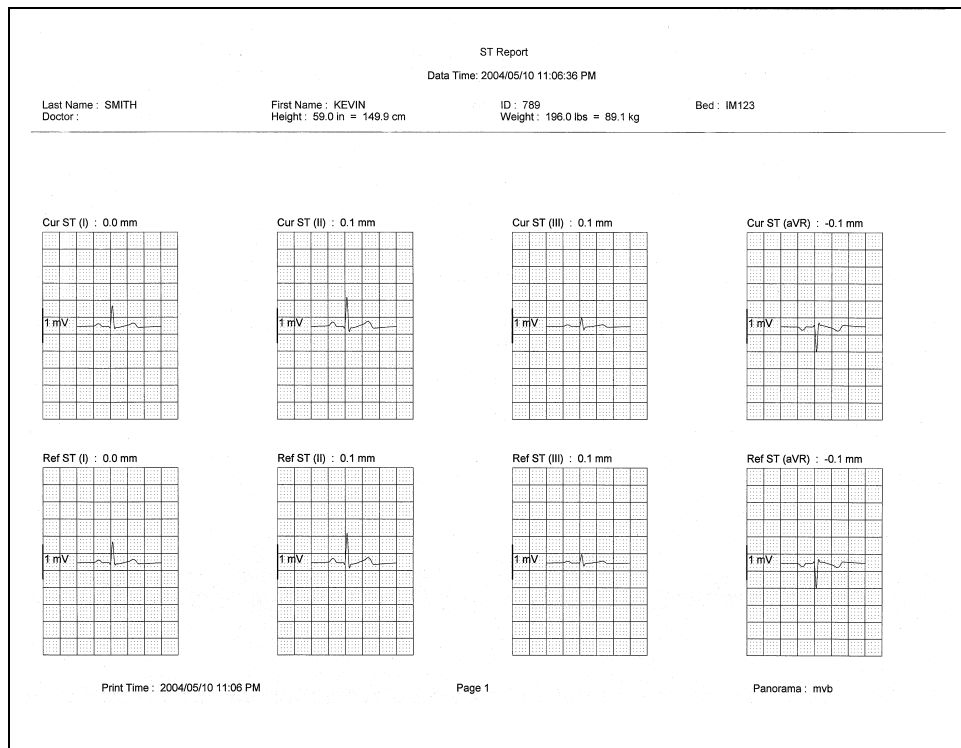 ST Report
Data Time: 2004/05/10 11:06:36 PM
Last Name : SMITH First Name : KEVIN ID : 789 Bed : IM123
Doctor : Height : 59.0 in = 149.9 cm Weight : 196.0 lbs = 89.1 kg
Cur ST (I) : 0.0 mm Cur ST (II) : 0.1 mm Cur ST (III) : 0.1 mm Cur ST (aVR) : -0.1 mm
1 mV 1 mV 1 mV 1 mV
Ref ST (I) : 0.0 mm Ref ST (II) : 0.1 mm Ref ST (III) : 0.1 mm Ref ST (aVR) : -0.1 mm
1 mV 1 mV 1 mV 1 mV
Print Time : 2004/05/10 11:06 PM Page 1 Panorama : mvb